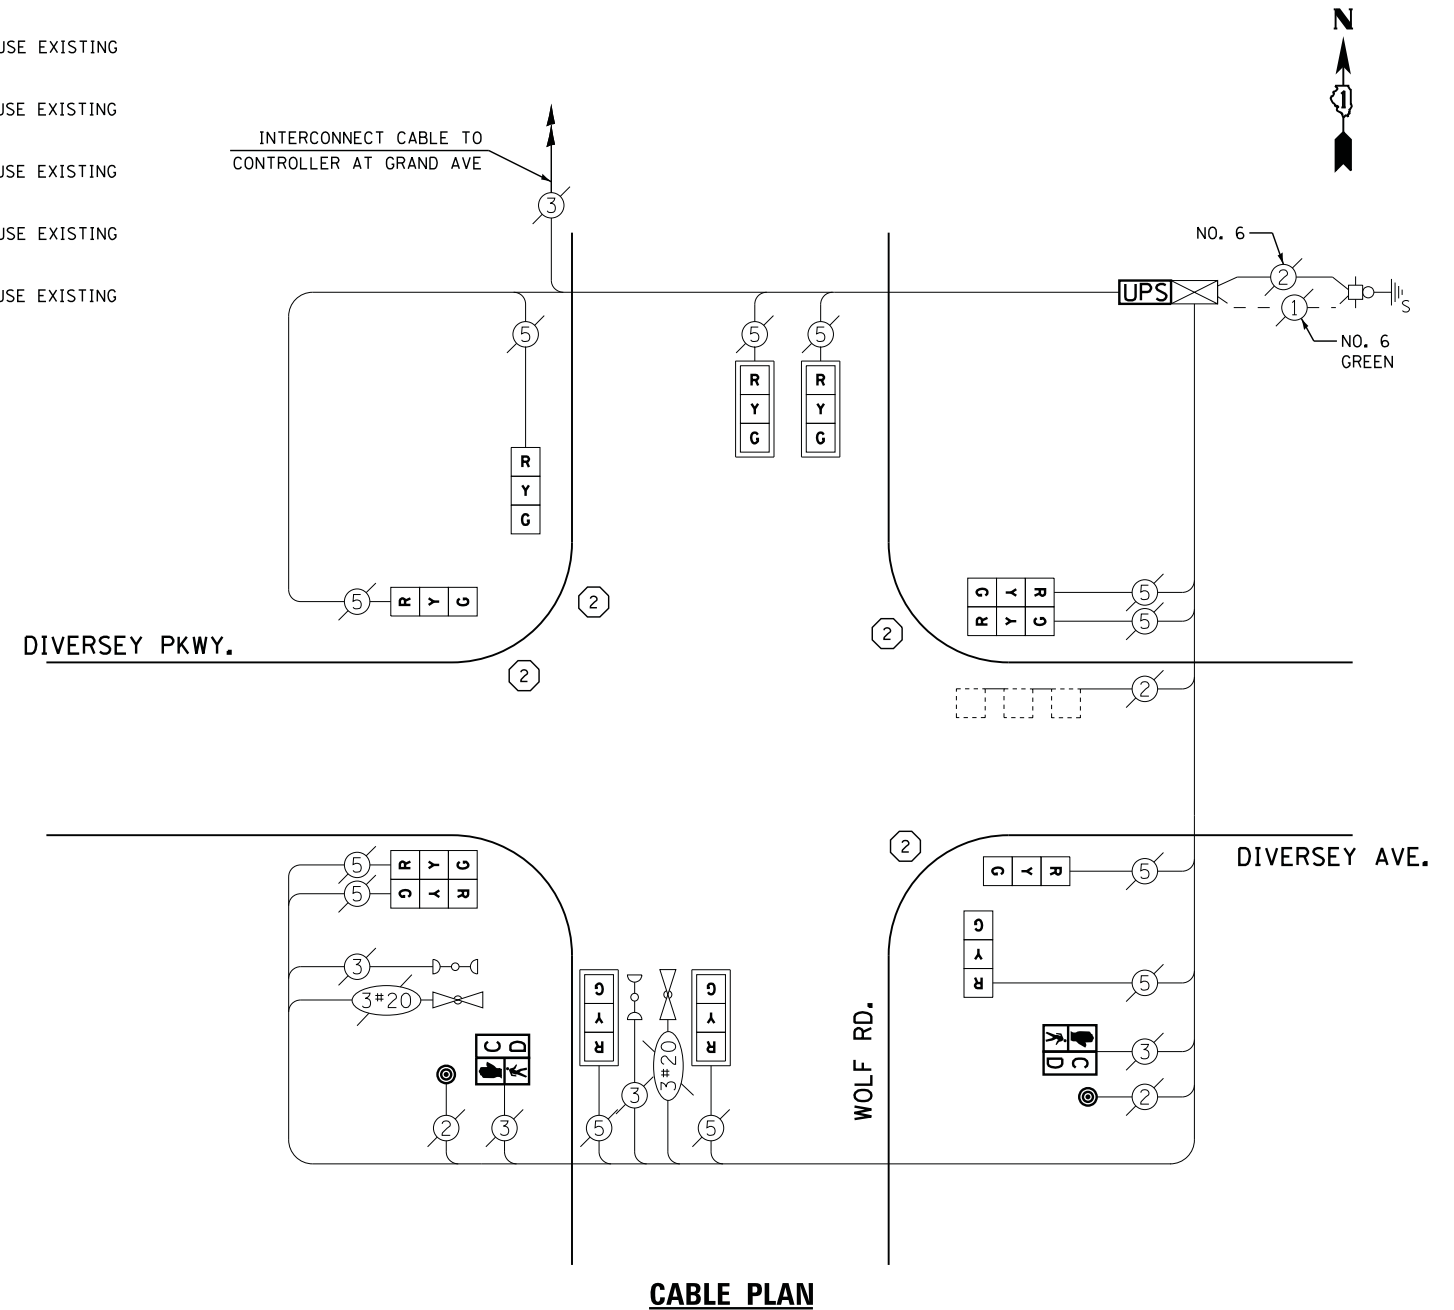 N
USE EXISTING
USE EXISTING
INTERCONNECT CABLE TO
CONTROLLER AT GRAND AVE
USE EXISTING
3
USE EXISTING
NO. 6
2
USE EXISTING
UPS
1
S
NO. 6
GREEN
5
5
5
R
Y
G
R
Y
G
R
Y
G
5
R Y G
2
G Y R
5
R Y G
5
2
DIVERSEY PKWY.
2
2
2
DIVERSEY AVE.
5
R Y G
5
G Y R
G Y R
5
G
Y
R
5
3
3#20
G
Y
R
G
Y
R
3#20
WOLF RD.
C D
D C
3
2
3
2
3
5
5
CABLE PLAN